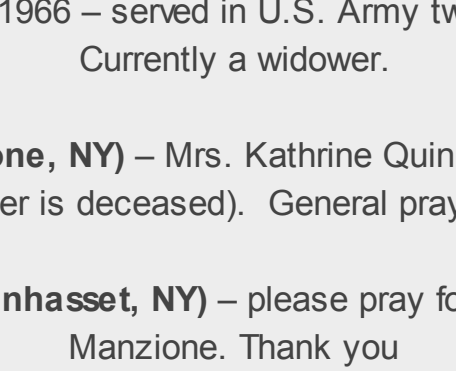 1966 – served in U.S. Army tw
Currently a widower.
one, NY) – Mrs. Kathrine Quin
er is deceased).  General pray
nhasset, NY) – please pray fo
Manzione. Thank you